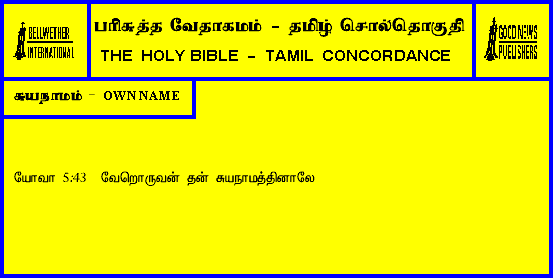 BELLWETHER
INTERNATIONAL
பரிசுத்த வேதாகமம் - தமிழ் சொல்தொகுதி
THE HOLY BIBLE - TAMIL CONCORDANCE
GOOD NEWS
PUBLISHERS
சுயநாமம் - OWN NAME
யோவா 5:43 வேறொருவன் தன் சுயநாமத்தினாலே